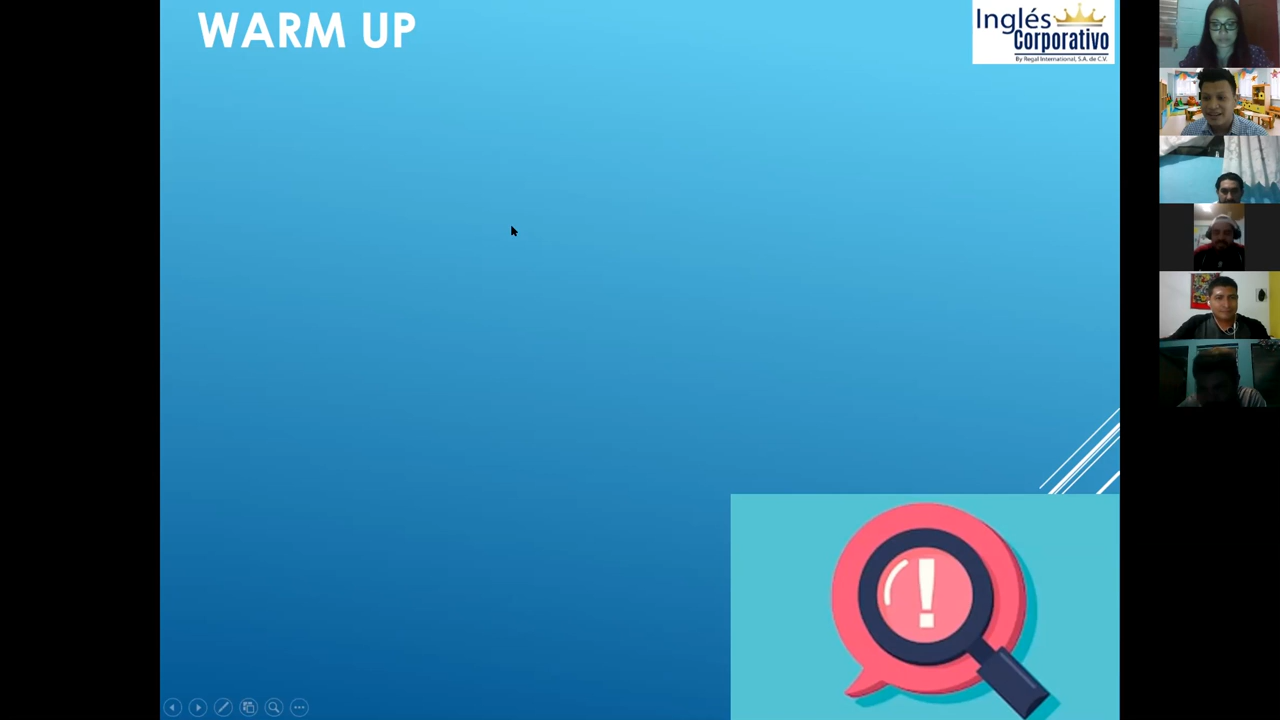 WARM UP
Inglés
Corporativo
By Regal International, S.A. de C.V.
!